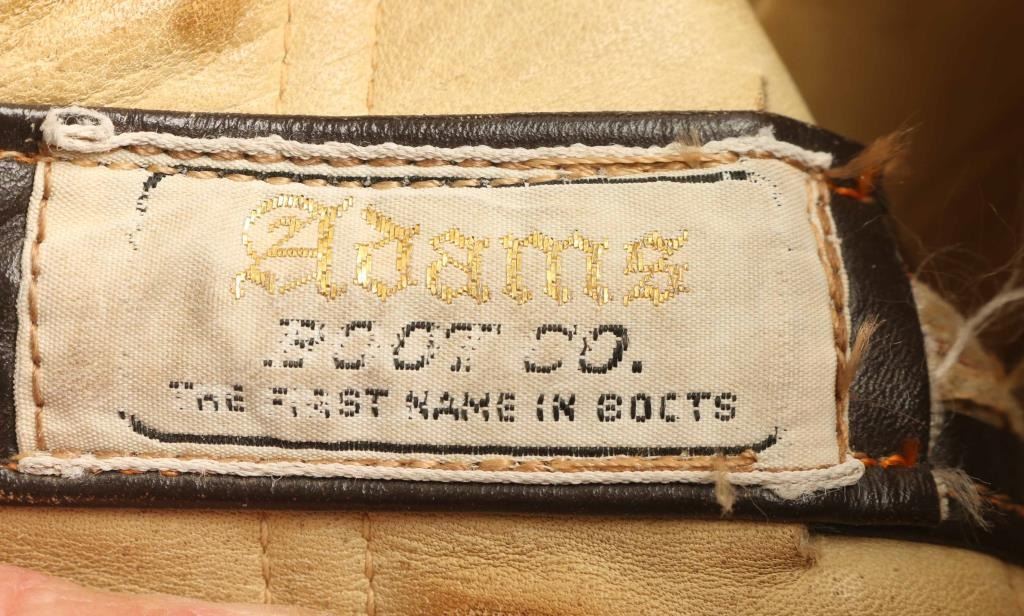 Adams
BOOT CO.
THE FIRST NAME IN BOOTS